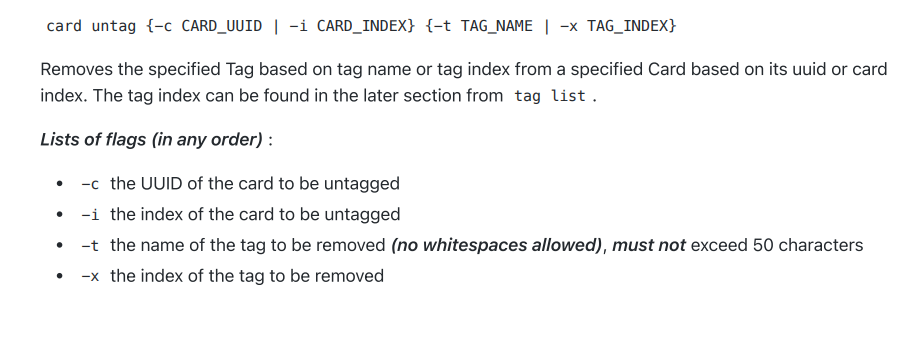 card untag {-c CARD_UUID | -i CARD_INDEX} {-t TAG_NAME | -x TAG_INDEX}
Removes the specified Tag based on tag name or tag index from a specified Card based on its uuid or card
index. The tag index can be found in the later section from tag list .
Lists of flags (in any order) :
• -c the UUID of the card to be untagged
• -i the index of the card to be untagged
• -t the name of the tag to be removed (no whitespaces allowed), must not exceed 50 characters
• -x the index of the tag to be removed